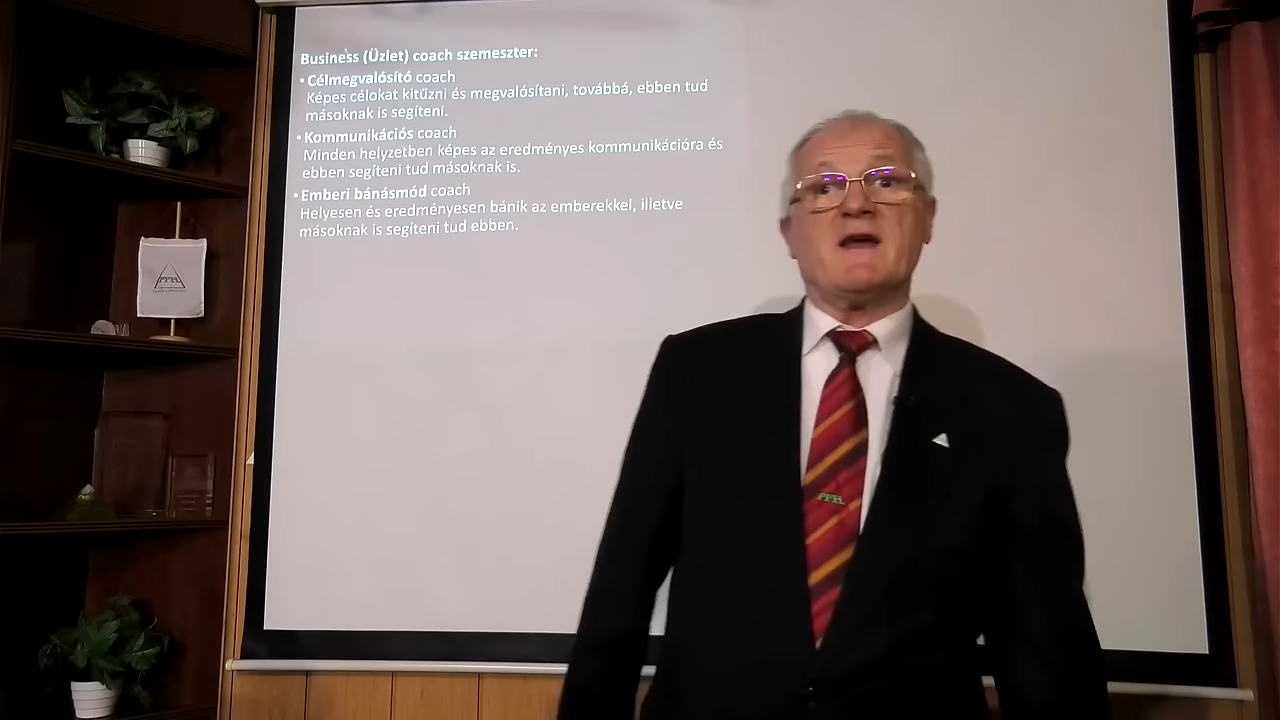 Business (Üzlet) coach szemeszter:
• Célmegvalósító coach
Képes célokat kitűzni és megvalósítani, továbbá, ebben tud
másoknak is segíteni.
• Kommunikációs coach
Minden helyzetben képes az eredményes kommunikációra és
ebben segíteni tud másoknak is.
• Emberi bánásmód coach
Helyesen és eredményesen bánik az emberekkel, illetve
másoknak is segíteni tud ebben.